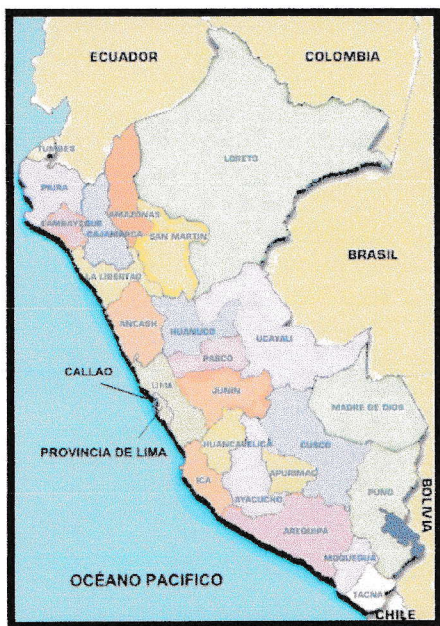 ECUADOR
COLOMBIA
TUMBES
LORETO
PIURA
AMAZONAS
LAMBAYEQUE
CAJAMARCA
SAN MARTIN
BRASIL
LA LIBERTAD
ANCASH
HUANUCO
UCAYALI
PASCO
CALLAO
LIMA
JUNIN
MADRE DE DIOS
PROVINCIA DE LIMA
HUANCAVELICA
CUSCO
APURIMAC
ICA
AYACUCHO
PUNO
BOLIVIA
AREQUIPA
MOQUEGUA
OCÉANO PACIFICO
TACNA
CHILE